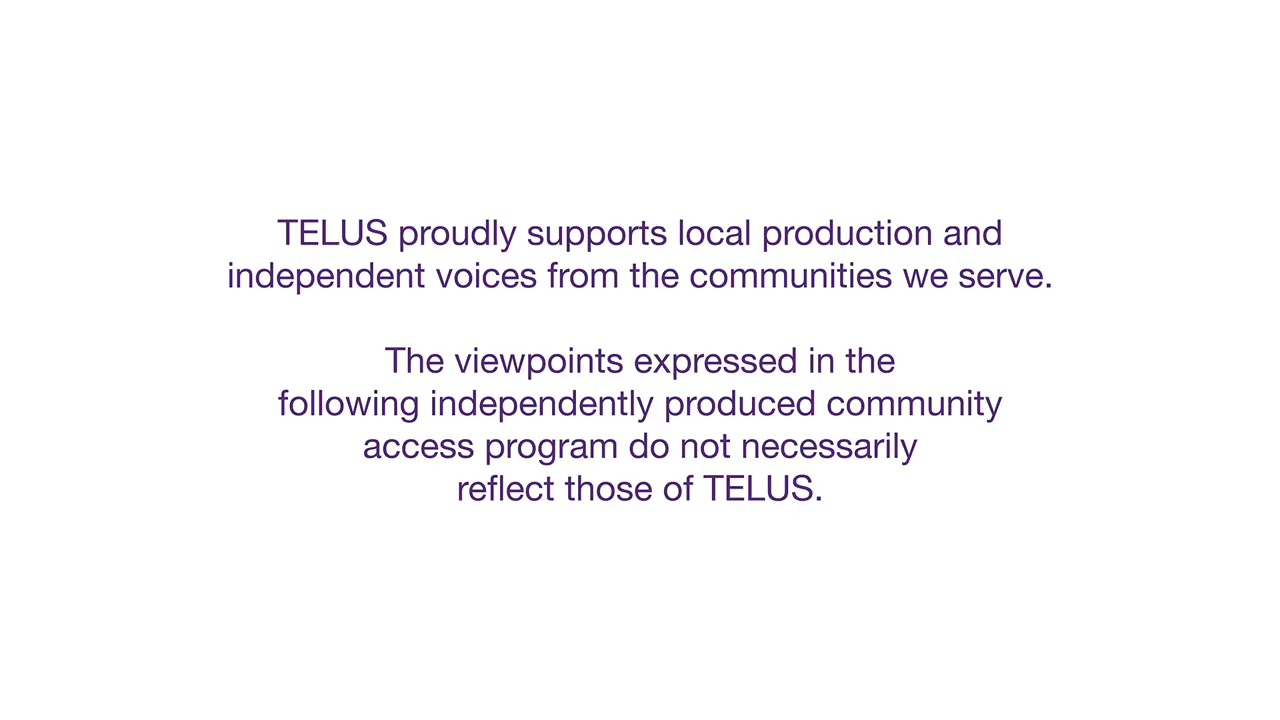 TELUS proudly supports local production and
independent voices from the communities we serve.
The viewpoints expressed in the
following independently produced community
access program do not necessarily
reflect those of TELUS.